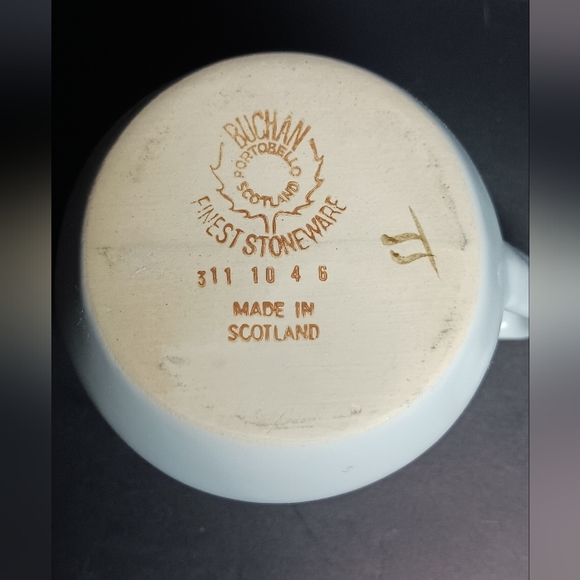 BUCHAN
PORTOBELLO
SCOTLAND
FINEST STONEWARE
311 10 4 6
MADE IN
SCOTLAND